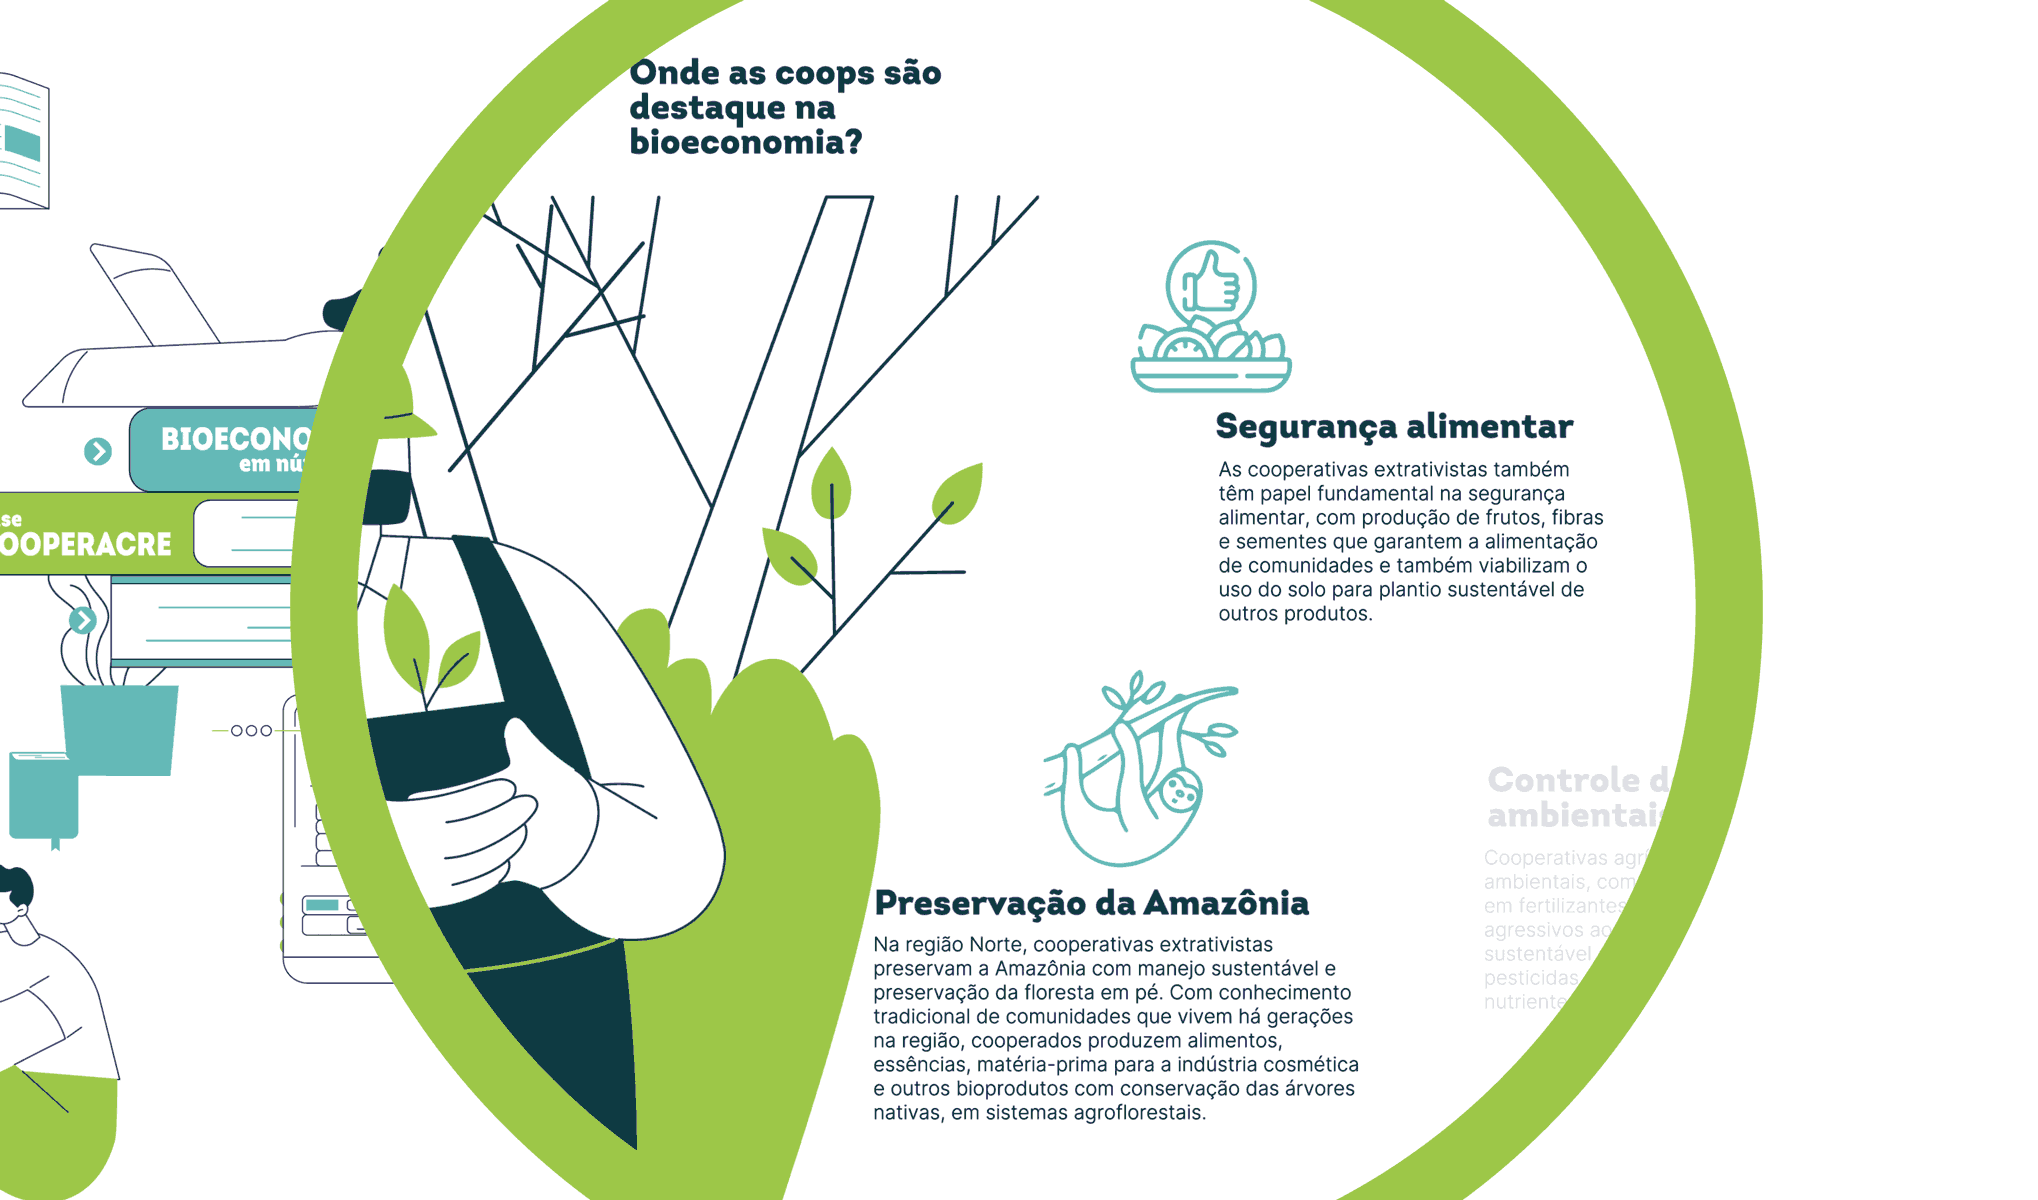 Onde as coops são
destaque na
bioeconomia?
Segurança alimentar
As cooperativas extrativistas também
têm papel fundamental na segurança
alimentar, com produção de frutos, fibras
e sementes que garantem a alimentação
de comunidades e também viabilizam o
uso do solo para plantio sustentável de
outros produtos.
Preservação da Amazônia
Na região Norte, cooperativas extrativistas
preservam a Amazônia com manejo sustentável e
preservação da floresta em pé. Com conhecimento
tradicional de comunidades que vivem há gerações
na região, cooperados produzem alimentos,
essências, matéria-prima para a indústria cosmética
e outros bioprodutos com conservação das árvores
nativas, em sistemas agroflorestais.
Controle d
ambientais
Cooperativas agr
ambientais, com
em fertilizantes
agressivos ao
sustentável
pesticidas
nutriente
BIOECONO
em nú
se
OOPERACRE